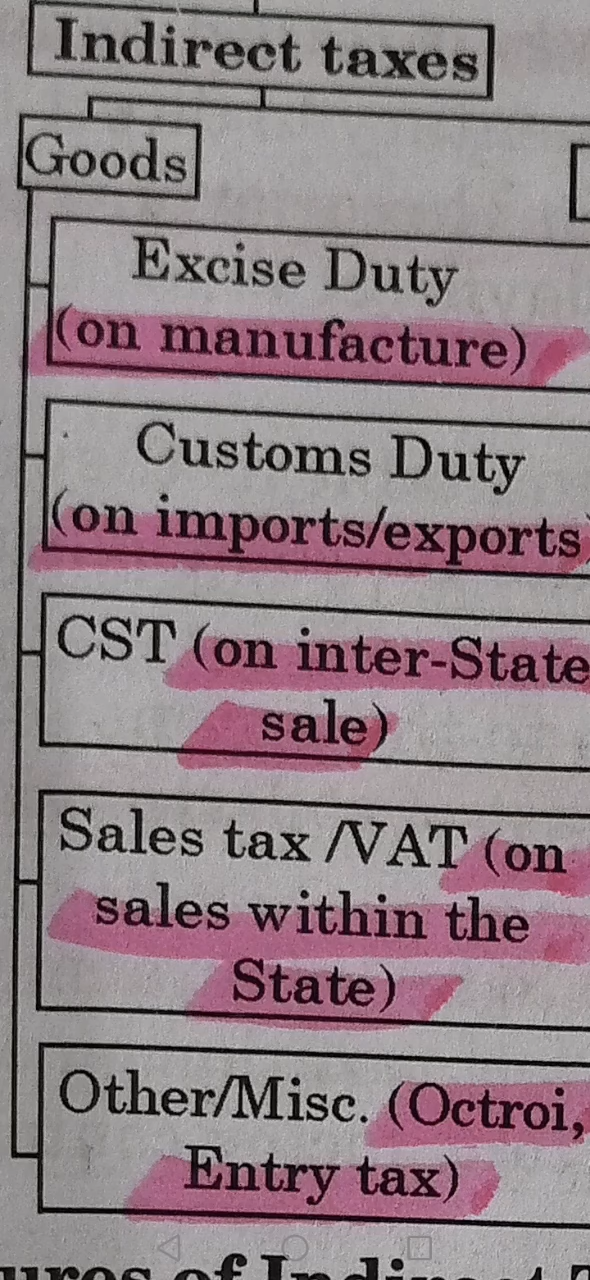 Indirect taxes
Goods
Excise Duty
(on manufacture)
Customs Duty
(on imports/exports)
CST (on inter-State
sale)
Sales tax /VAT (on
sales within the
State)
Other/Misc. (Octroi,
Entry tax)
of